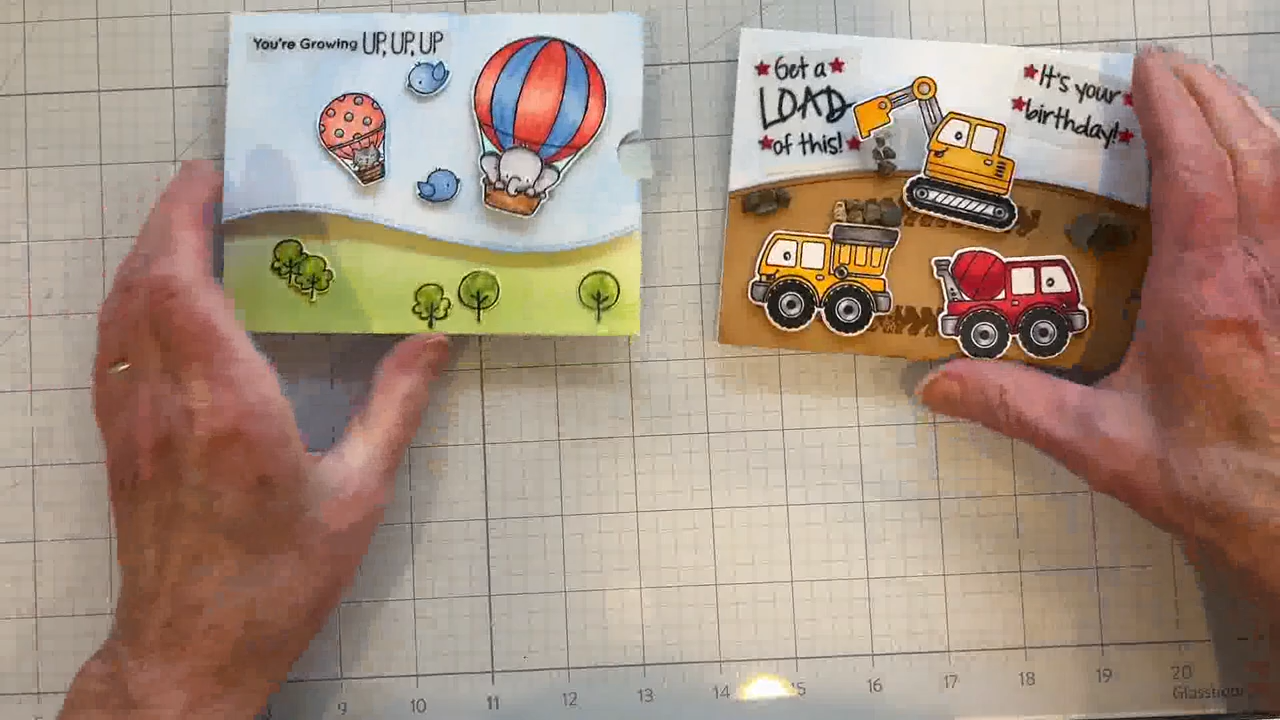 You're Growing UP, UP, UP
Get a
LOAD
of this!
It's your
birthday!
9 10 11 12 13 14 15 16 17 18 19 20